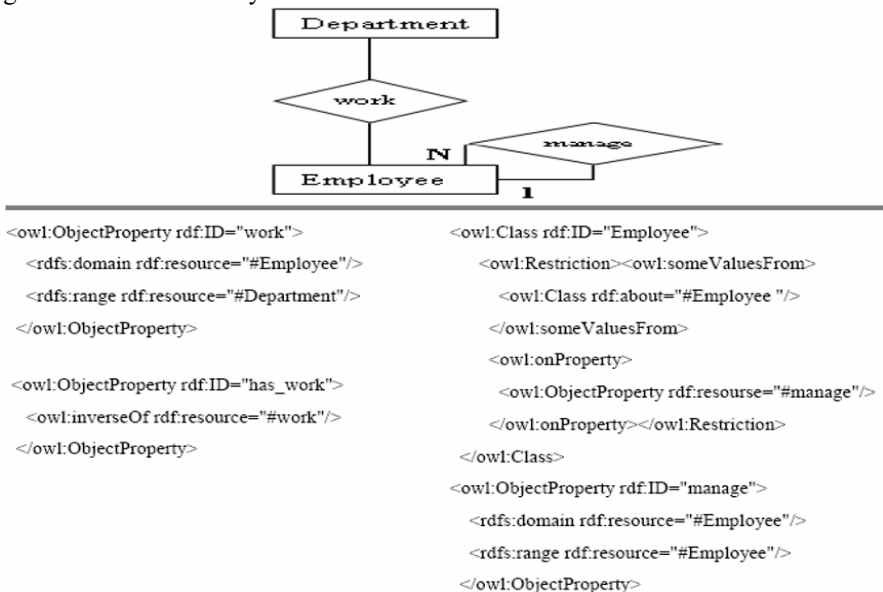 Department
work
N
manage
Employee
1
<owl:ObjectProperty rdf:ID="work">
<rdfs:domain rdf:resource="#Employee"/>
<rdfs:range rdf:resource="#Department"/>
</owl:ObjectProperty>
<owl:ObjectProperty rdf:ID="has_work">
<owl:inverseOf rdf:resource="#work"/>
</owl:ObjectProperty>
<owl:Class rdf:ID="Employee">
<owl:Restriction><owl:someValuesFrom>
<owl:Class rdf:about="#Employee "/>
</owl:someValuesFrom>
<owl:onProperty>
<owl:ObjectProperty rdf:resourse="#manage"/>
</owl:onProperty></owl:Restriction>
</owl:Class>
<owl:ObjectProperty rdf:ID="manage">
<rdfs:domain rdf:resource="#Employee"/>
<rdfs:range rdf:resource="#Employee"/>
</owl:ObjectProperty>